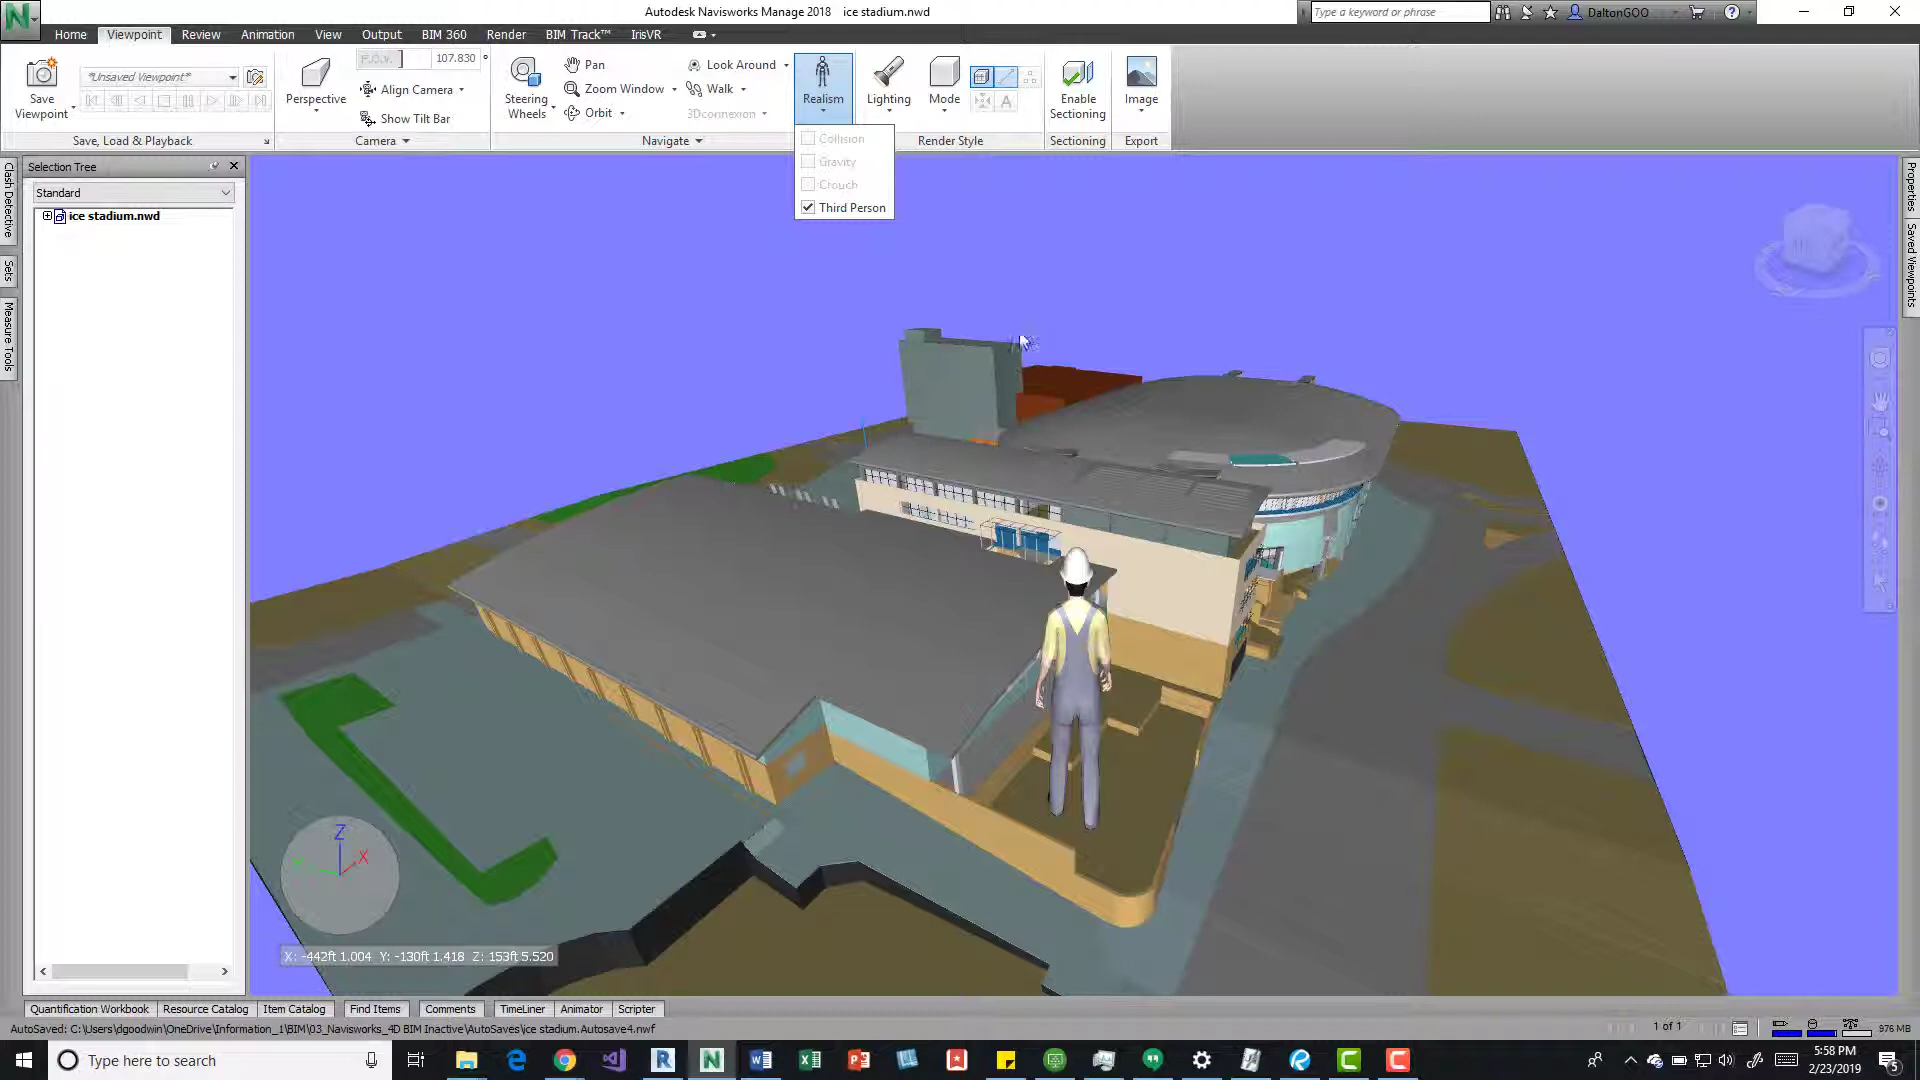 Autodesk Navisworks Manage 2018 ice stadium.nwd
Type a keyword or phrase
DaltonGOO
Home Viewpoint Review Animation View Output BIM 360 Render BIM Track™ IrisVR
Save Viewpoint
*Unsaved Viewpoint*
Perspective
F.O.V. 107.830 °
Align Camera
Show Tilt Bar
Steering Wheels
Pan
Zoom Window
Orbit
Look Around
Walk
3Dconnexion
Realism
Lighting
Mode
A
Enable Sectioning
Image
Save, Load & Playback
Camera
Navigate
Render Style
Sectioning
Export
Collision
Gravity
Crouch
Third Person
Clash Detective
Sets
Measure Tools
Selection Tree
Standard
ice stadium.nwd
Properties
Saved Viewpoints
Z
X
Y
X: -442ft 1.004 Y: -130ft 1.418 Z: 153ft 5.520
Quantification Workbook Resource Catalog Item Catalog Find Items Comments TimeLiner Animator Scripter
AutoSaved: C:\Users\dgoodwin\OneDrive\Information_1\BIM\03_Navisworks_4D BIM Inactive\AutoSaves\ice stadium.Autosave4.nwf
1 of 1
976 MB
Type here to search
5:58 PM
2/23/2019
5